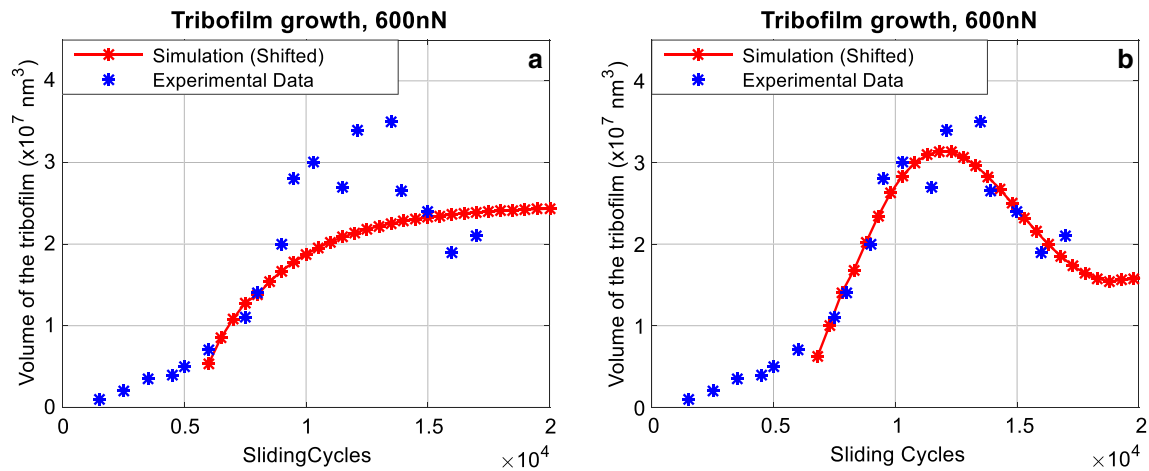 Tribofilm growth, 600nN
Simulation (Shifted)
Experimental Data
a
Volume of the tribofilm (x10^7 nm^3)
4
3
2
1
0
0 0.5 1 1.5 2
×10^4
SlidingCycles
Tribofilm growth, 600nN
Simulation (Shifted)
Experimental Data
b
Volume of the tribofilm (x10^7 nm^3)
4
3
2
1
0
0 0.5 1 1.5 2
×10^4
Sliding Cycles